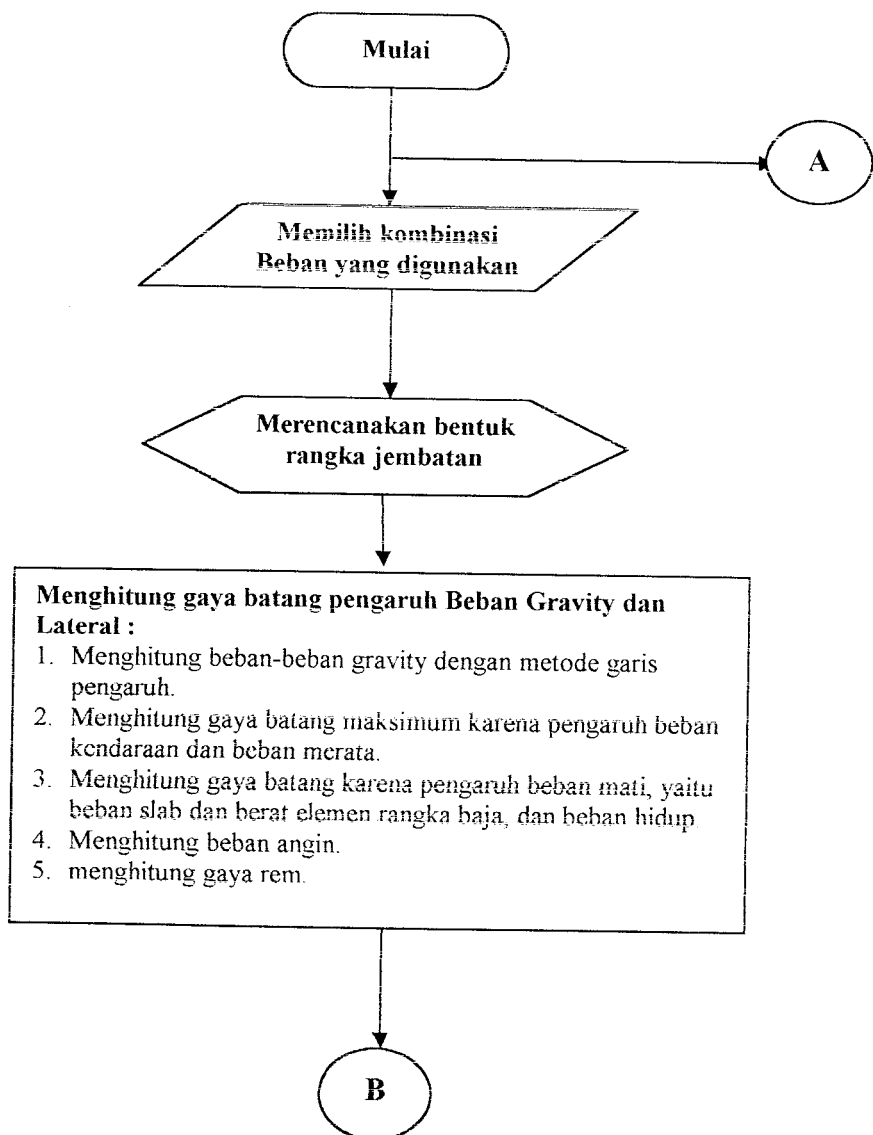 Mulai
A
Memilih kombinasi
Beban yang digunakan
Merencanakan bentuk
rangka jembatan
Menghitung gaya batang pengaruh Beban Gravity dan
Lateral :
1. Menghitung beban-beban gravity dengan metode garis
pengaruh.
2. Menghitung gaya batang maksimum karena pengaruh beban
kendaraan dan beban merata.
3. Menghitung gaya batang karena pengaruh beban mati, yaitu
beban slab dan berat elemen rangka baja, dan beban hidup.
4. Menghitung beban angin.
5. menghitung gaya rem.
B